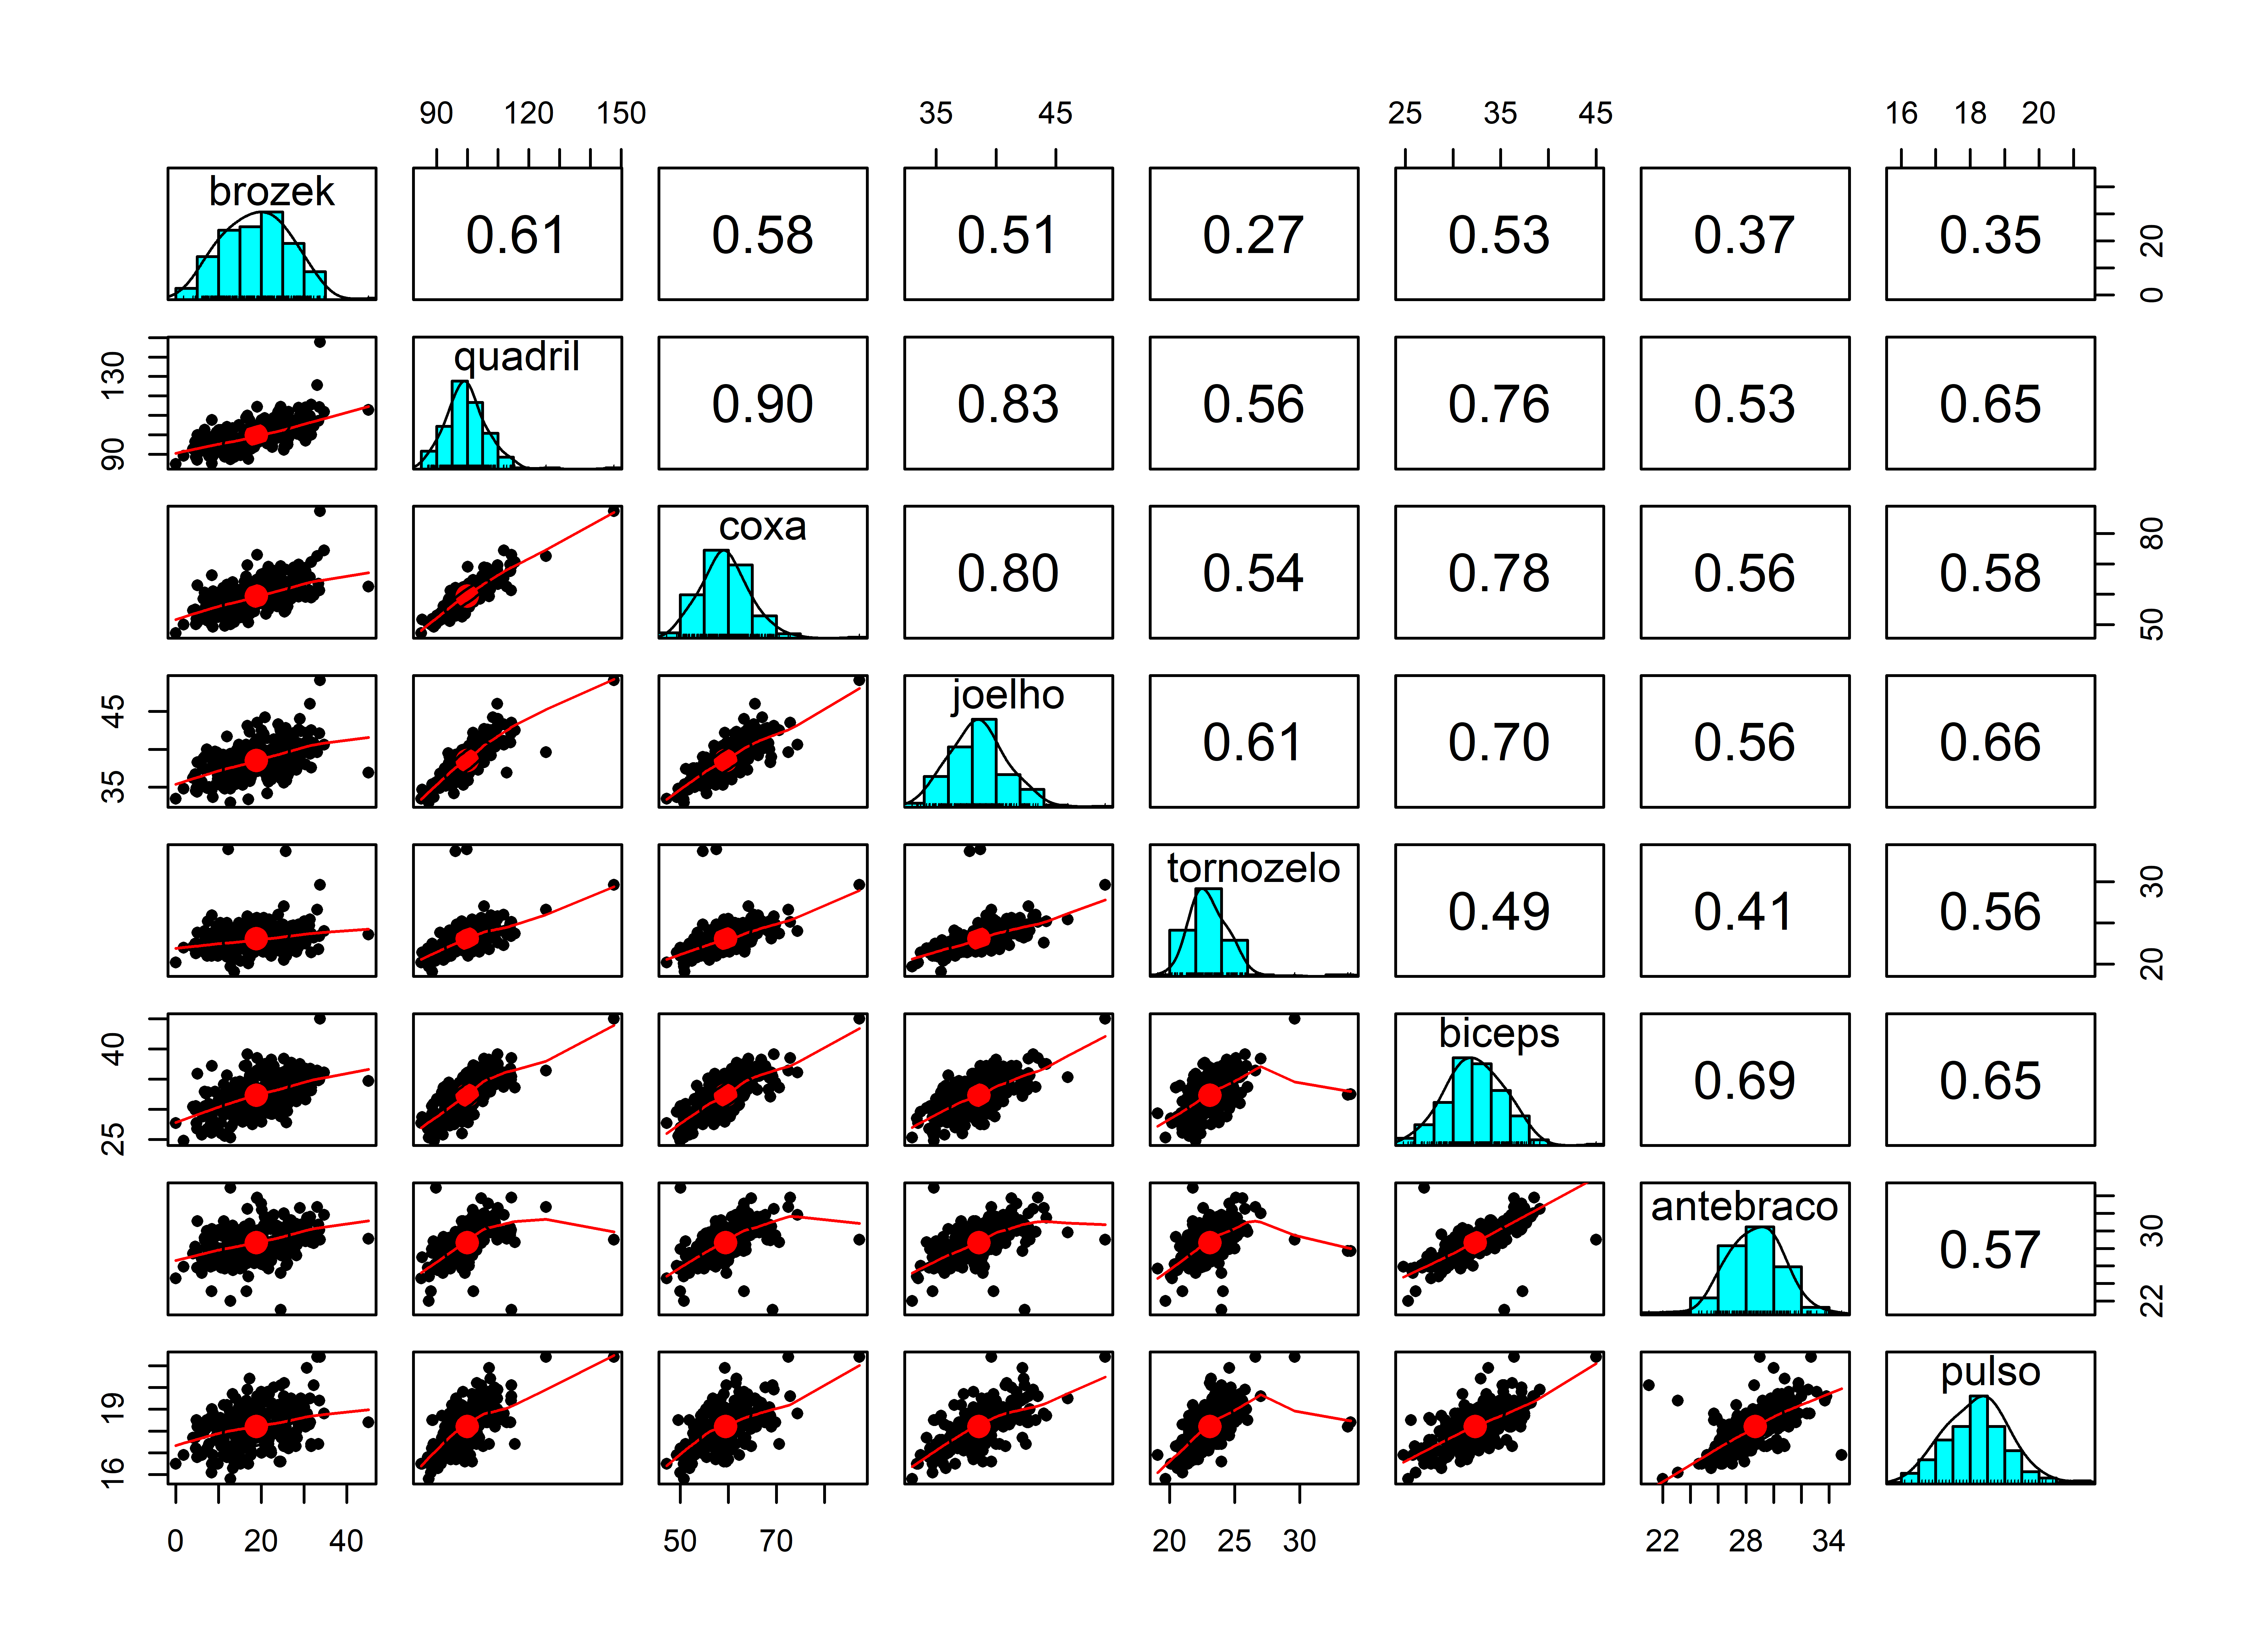 90 120 150 35 45 25 35 45 16 18 20
brozek 0.61 0.58 0.51 0.27 0.53 0.37 0.35 0 20
90 130 quadril 0.90 0.83 0.56 0.76 0.53 0.65
coxa 0.80 0.54 0.78 0.56 0.58 50 80
35 45 joelho 0.61 0.70 0.56 0.66
tornozelo 0.49 0.41 0.56 20 30
25 40 biceps 0.69 0.65
antebraco 0.57 22 30
16 19 pulso
0 20 40 50 70 20 25 30 22 28 34